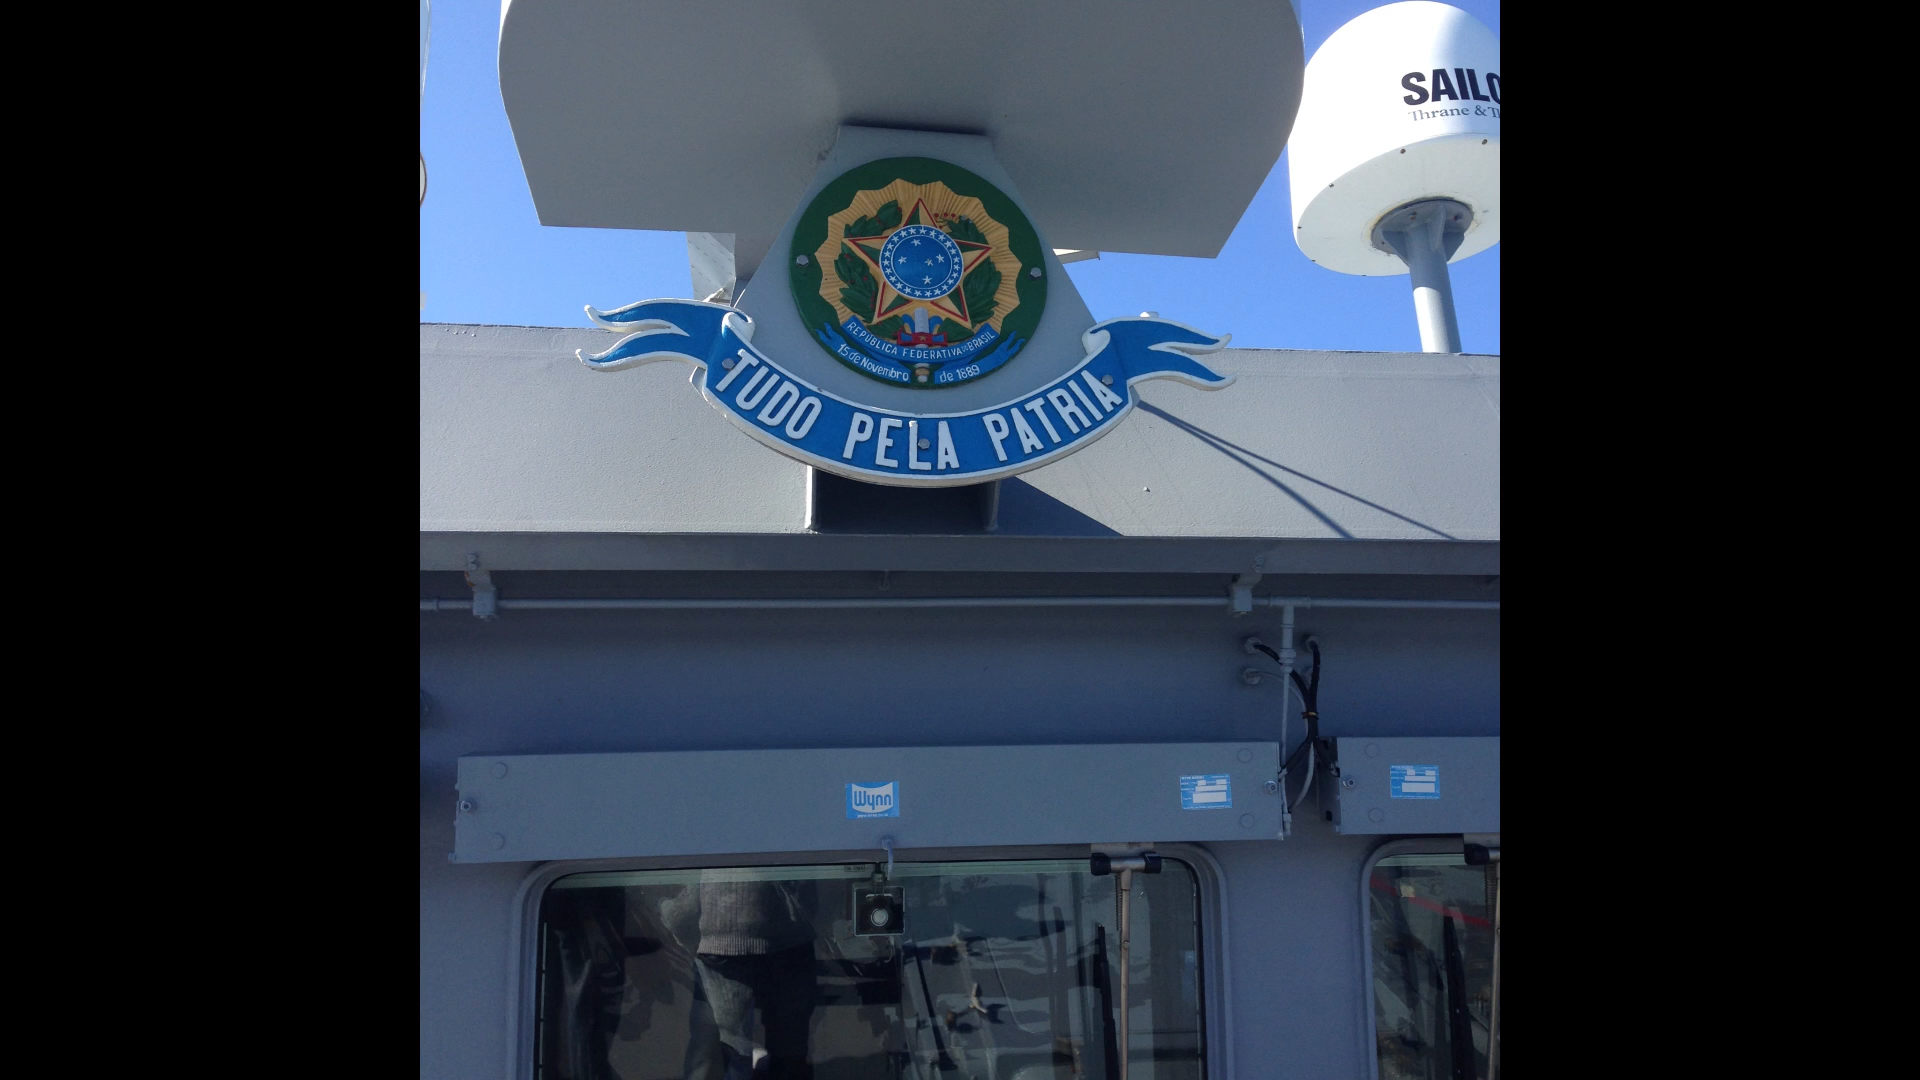 SAILO
Thrane & T
REPÚBLICA FEDERATIVA DO BRASIL
15 de Novembro de 1889
TUDO PELA PATRIA
Wynn